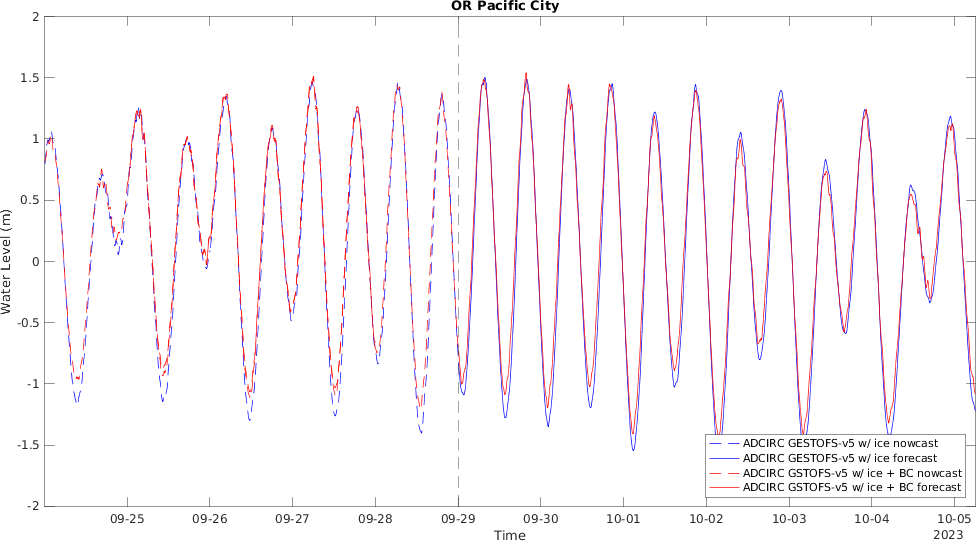 OR Pacific City
2
1.5
1
0.5
0
-0.5
-1
-1.5
-2
Water Level (m)
09-25 09-26 09-27 09-28 09-29 09-30 10-01 10-02 10-03 10-04 10-05
2023
Time
ADCIRC GESTOFS-v5 w/ ice nowcast
ADCIRC GESTOFS-v5 w/ ice forecast
ADCIRC GSTOFS-v5 w/ ice + BC nowcast
ADCIRC GSTOFS-v5 w/ ice + BC forecast